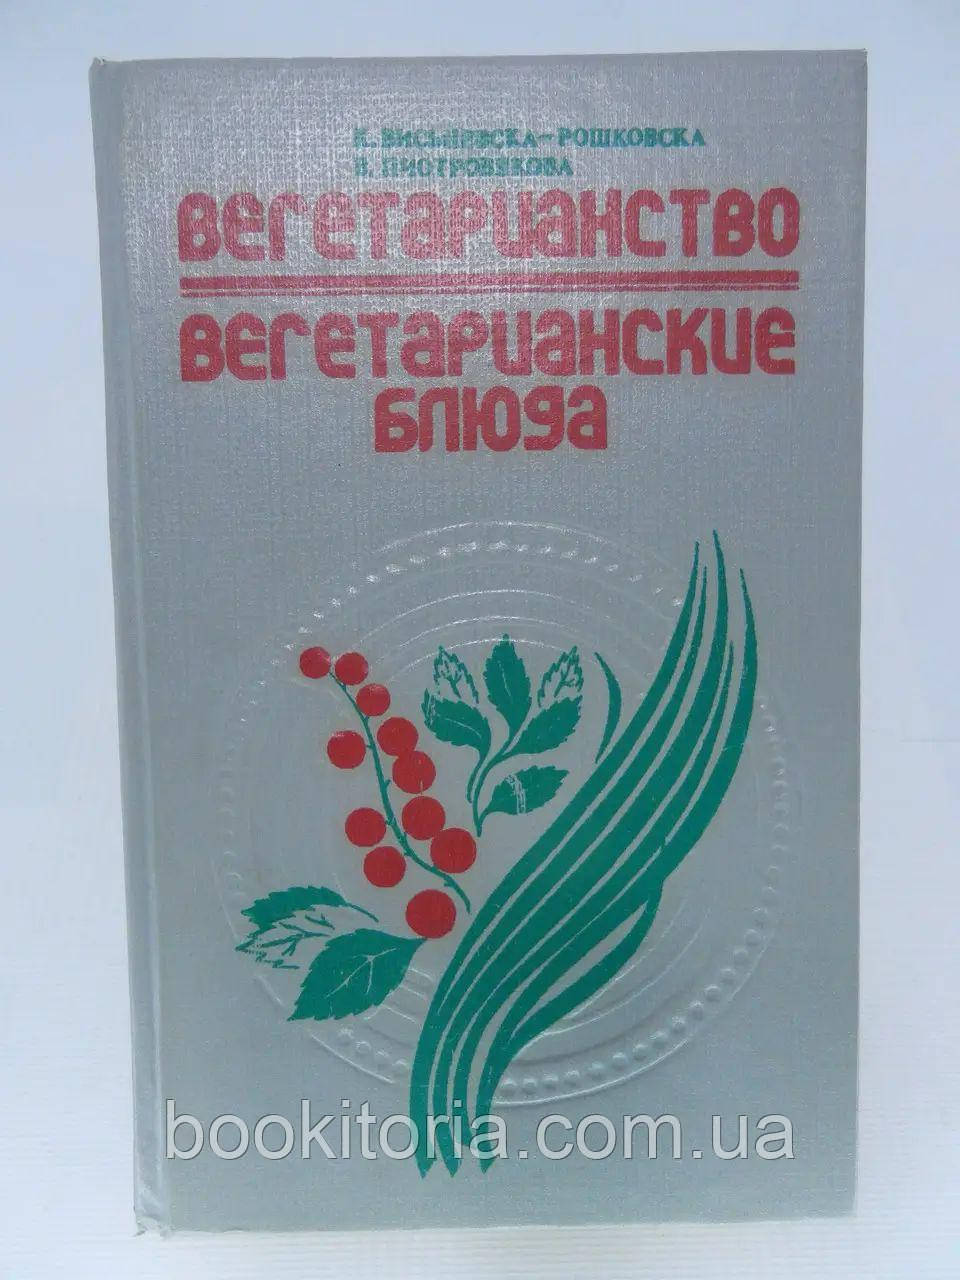 К. ВИСЬНЕВСКА-РОШКОВСКА
В. ПИОТРОВЯКОВА
ВЕГЕТАРИАНСТВО
ВЕГЕТАРИАНСКИЕ
БЛЮДА
bookitoria.com.ua